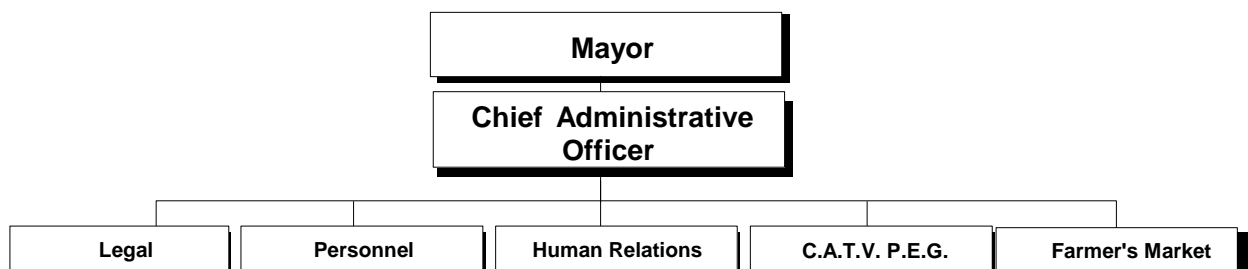 Mayor
Chief Administrative
Officer
Legal
Personnel
Human Relations
C.A.T.V. P.E.G.
Farmer's Market